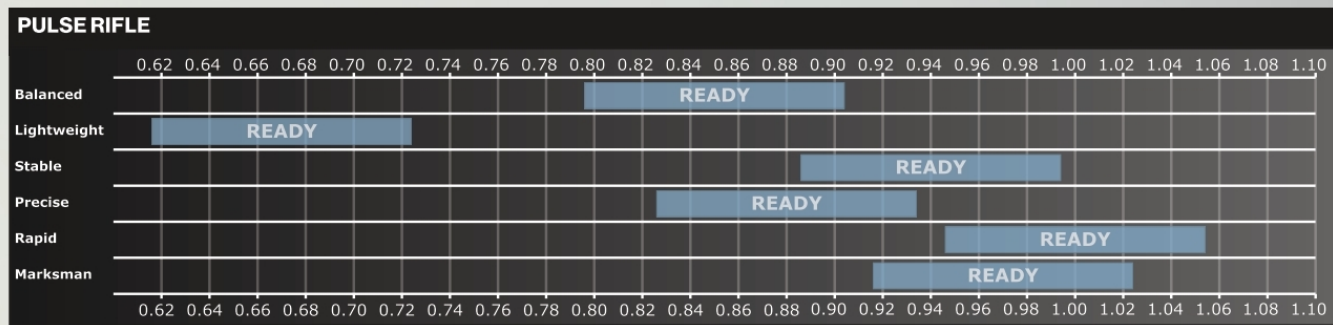 PULSE RIFLE
0.62 0.64 0.66 0.68 0.70 0.72 0.74 0.76 0.78 0.80 0.82 0.84 0.86 0.88 0.90 0.92 0.94 0.96 0.98 1.00 1.02 1.04 1.06 1.08 1.10
Balanced READY
Lightweight READY
Stable READY
Precise READY
Rapid READY
Marksman READY
0.62 0.64 0.66 0.68 0.70 0.72 0.74 0.76 0.78 0.80 0.82 0.84 0.86 0.88 0.90 0.92 0.94 0.96 0.98 1.00 1.02 1.04 1.06 1.08 1.10